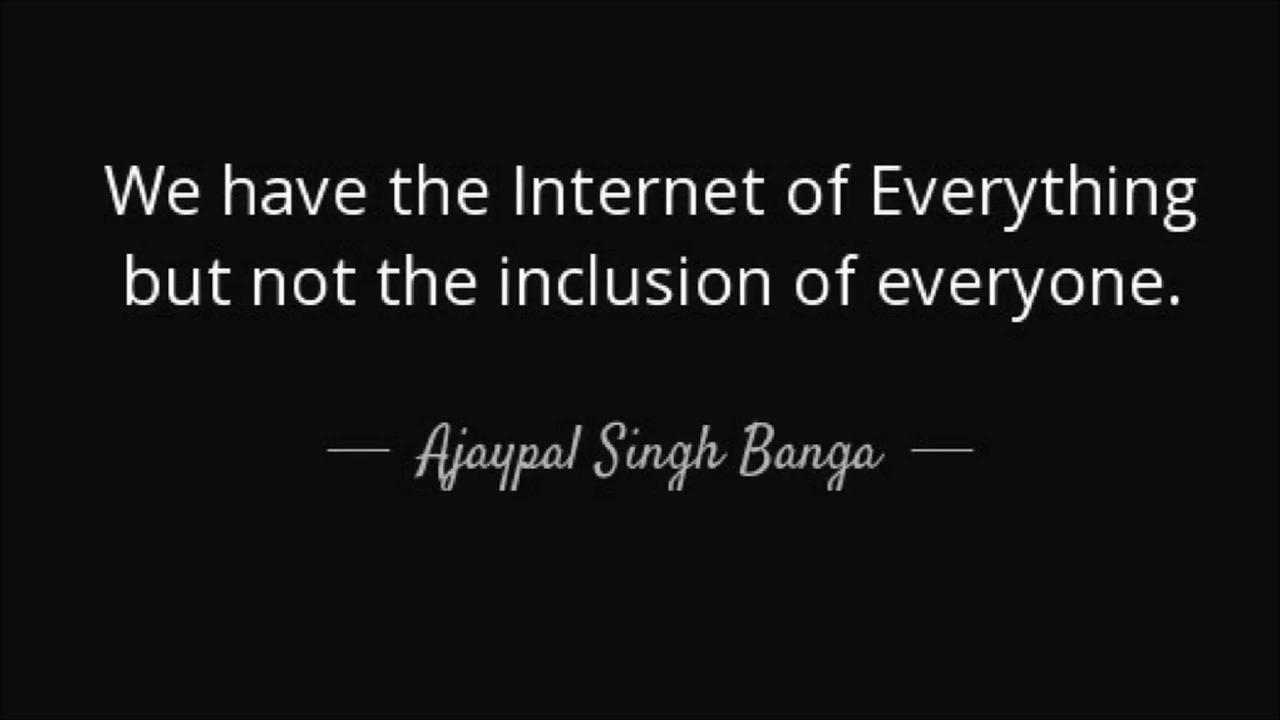 We have the Internet of Everything
but not the inclusion of everyone.
— Ajaypal Singh Banga —